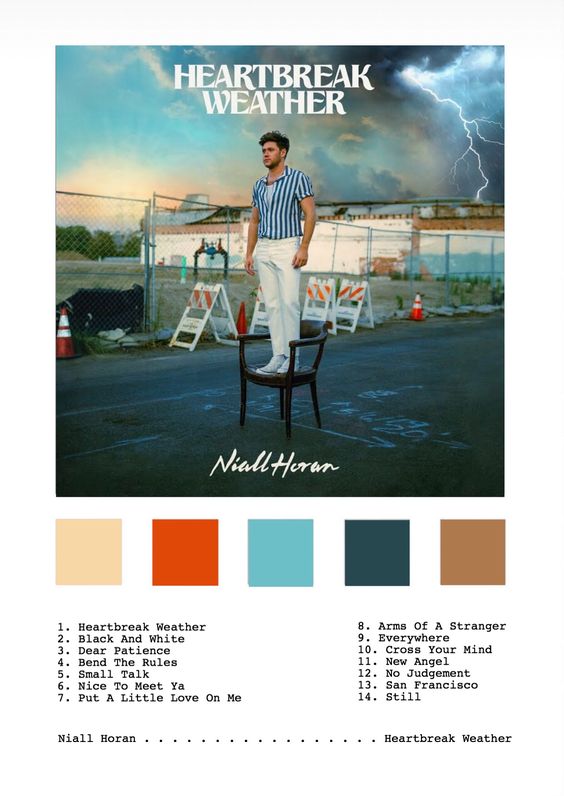 HEARTBREAK
WEATHER
Niall Horan
1. Heartbreak Weather
2. Black And White
3. Dear Patience
4. Bend The Rules
5. Small Talk
6. Nice To Meet Ya
7. Put A Little Love On Me
8. Arms Of A Stranger
9. Everywhere
10. Cross Your Mind
11. New Angel
12. No Judgement
13. San Francisco
14. Still
Niall Horan . . . . . . . . . . . . . . . . . Heartbreak Weather